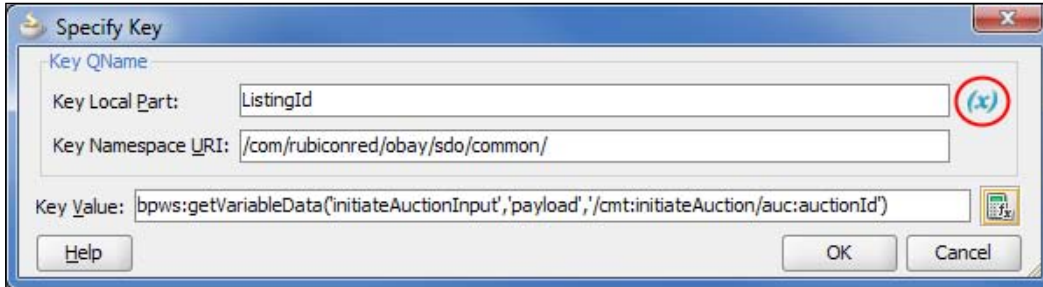 Specify Key
Key QName
Key Local Part: ListingId (x)
Key Namespace URI: /com/rubiconred/obay/sdo/common/
Key Value: bpws:getVariableData('initiateAuctionInput','payload','/cmt:initiateAuction/auc:auctionId')
Help OK Cancel